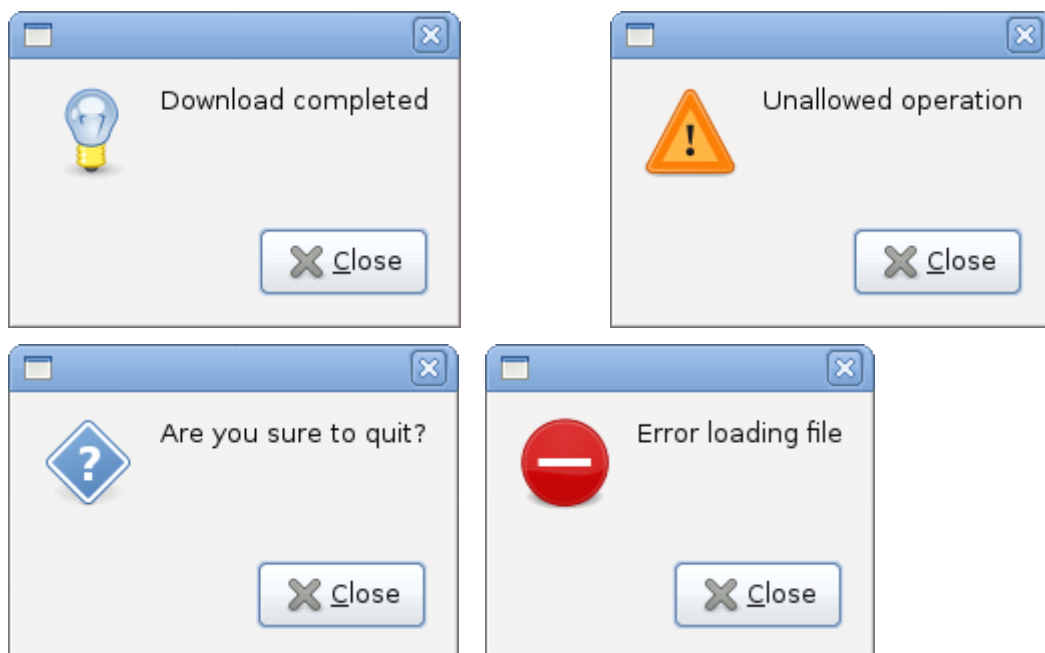 Download completed
Close
Unallowed operation
!
Close
Are you sure to quit?
?
Close
Error loading file
Close